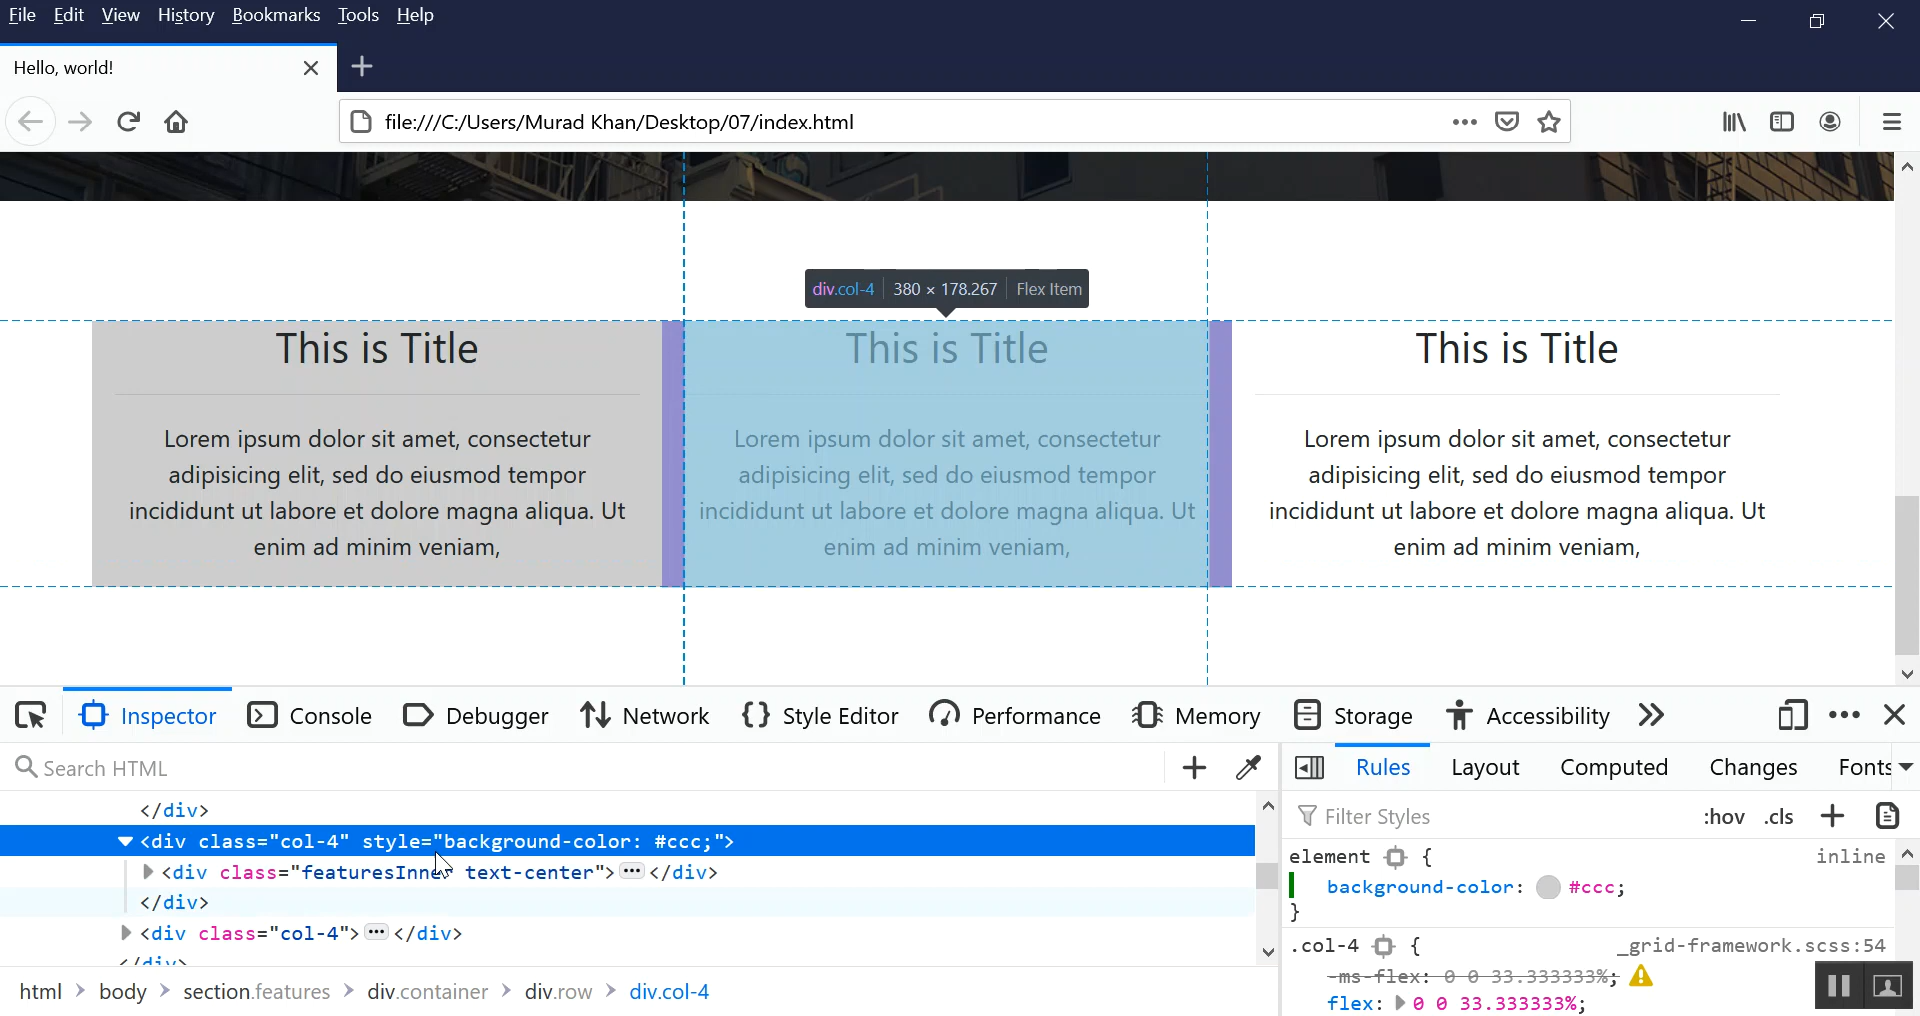 File Edit View History Bookmarks Tools Help
Hello, world!
file:///C:/Users/Murad Khan/Desktop/07/index.html
div.col-4 380 × 178.267 Flex Item
This is Title This is Title This is Title
Lorem ipsum dolor sit amet, consectetur
adipisicing elit, sed do eiusmod tempor
incididunt ut labore et dolore magna aliqua. Ut
enim ad minim veniam,
Lorem ipsum dolor sit amet, consectetur
adipisicing elit, sed do eiusmod tempor
incididunt ut labore et dolore magna aliqua. Ut
enim ad minim veniam,
Lorem ipsum dolor sit amet, consectetur
adipisicing elit, sed do eiusmod tempor
incididunt ut labore et dolore magna aliqua. Ut
enim ad minim veniam,
Inspector Console Debugger Network Style Editor Performance Memory Storage Accessibility
Search HTML
</div>
<div class="col-4" style="background-color: #ccc;">
<div class="featuresInner text-center"> ••• </div>
</div>
<div class="col-4"> ••• </div>
</div>
html body section.features div.container div.row div.col-4
Rules Layout Computed Changes Fonts
Filter Styles :hov .cls
element { inline
background-color: #ccc;
}
.col-4 { _grid-framework.scss:54
-ms-flex: 0 0 33.333333%;
flex: 0 0 33.333333%;